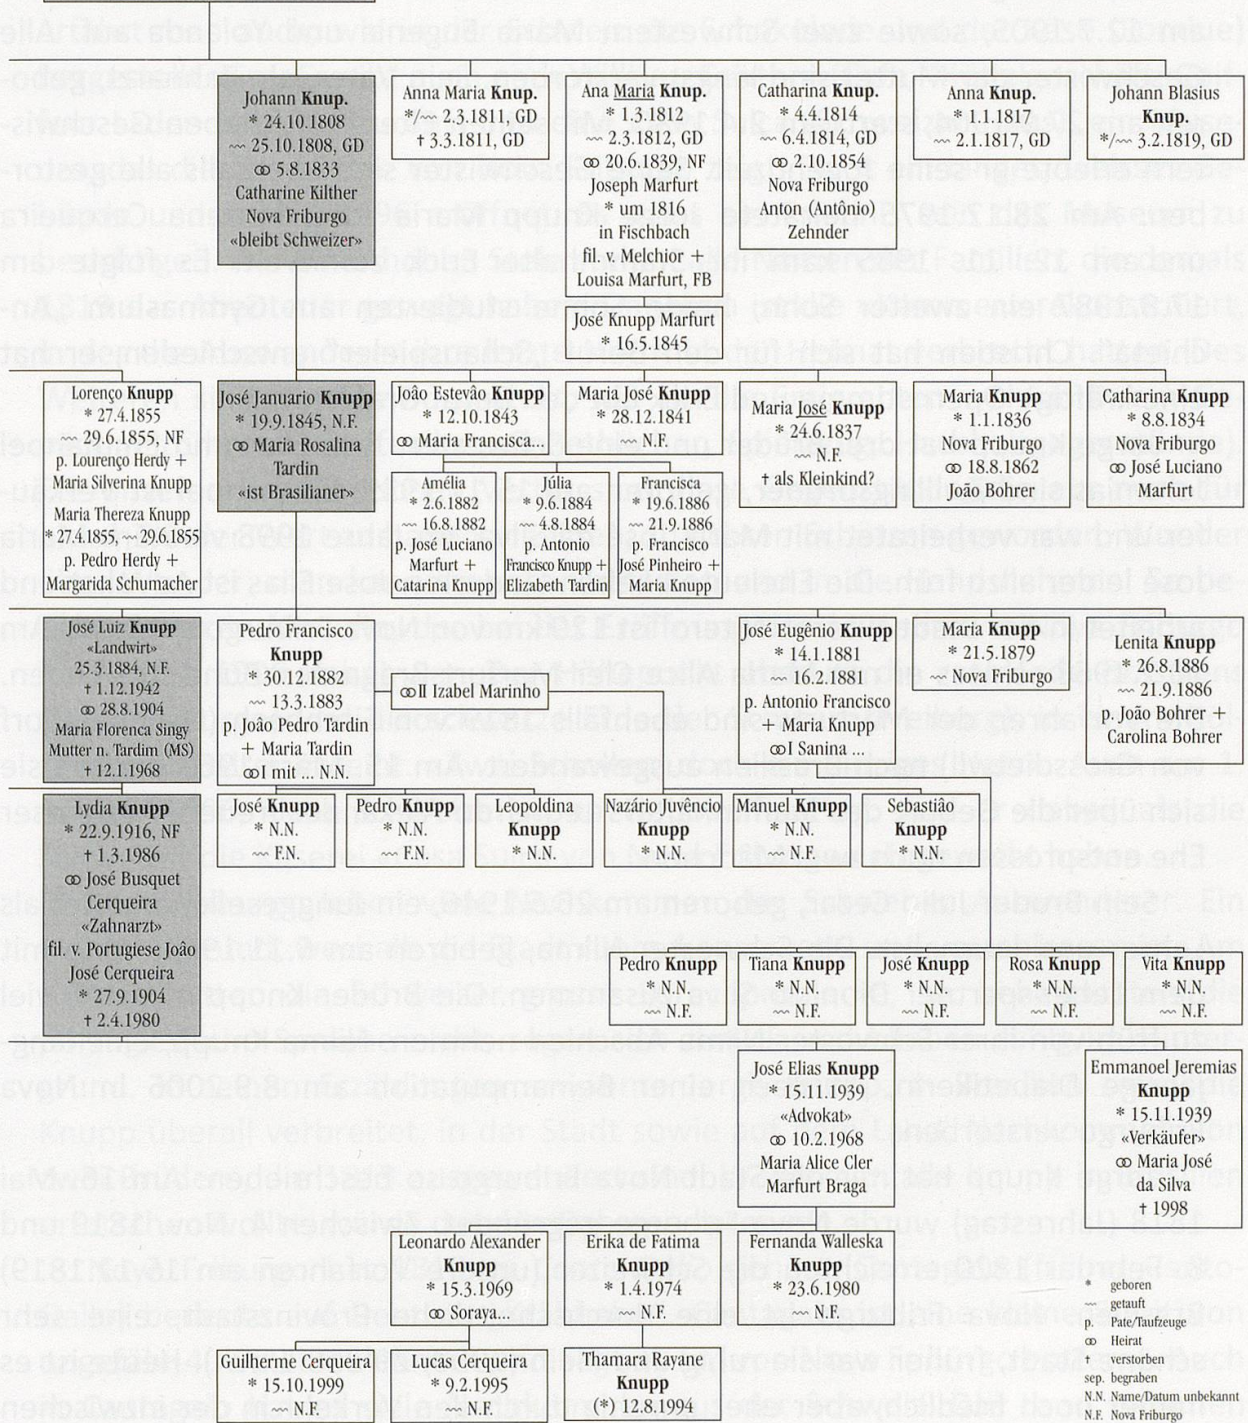 Johann Knup.
* 24.10.1808
~~ 25.10.1808, GD
⚭ 5.8.1833
Catharine Kilther
Nova Friburgo
«bleibt Schweizer»
Anna Maria Knup.
*/~~ 2.3.1811, GD
† 3.3.1811, GD
Ana Maria Knup.
* 1.3.1812
~~ 2.3.1812, GD
⚭ 20.6.1839, NF
Joseph Marfurt
* um 1816
in Fischbach
fil. v. Melchior +
Louisa Marfurt, FB
Catharina Knup.
* 4.4.1814
~~ 6.4.1814, GD
⚭ 2.10.1854
Nova Friburgo
Anton (Antônio)
Zehnder
Anna Knup.
* 1.1.1817
~~ 2.1.1817, GD
Johann Blasius
Knup.
*/~~ 3.2.1819, GD
José Knupp Marfurt
* 16.5.1845
Lorenço Knupp
* 27.4.1855
~~ 29.6.1855, NF
p. Lourenço Herdy +
Maria Silverina Knupp
Maria Thereza Knupp
* 27.4.1855, ~~ 29.6.1855
p. Pedro Herdy +
Margarida Schumacher
José Januario Knupp
* 19.9.1845, N.F.
⚭ Maria Rosalina
Tardin
«ist Brasilianer»
Joâo Estevâo Knupp
* 12.10.1843
⚭ Maria Francisca...
Maria José Knupp
* 28.12.1841
~~ N.F.
Maria José Knupp
* 24.6.1837
~~ N.F.
† als Kleinkind?
Maria Knupp
* 1.1.1836
Nova Friburgo
⚭ 18.8.1862
Joâo Bohrer
Catharina Knupp
* 8.8.1834
Nova Friburgo
⚭ José Luciano
Marfurt
Amélia
* 2.6.1882
~~ 16.8.1882
p. José Luciano
Marfurt +
Catarina Knupp
Júlia
* 9.6.1884
~~ 4.8.1884
p. Antonio
Francisco Knupp +
Elizabeth Tardin
Francisca
* 19.6.1886
~~ 21.9.1886
p. Francisco
José Pinheiro +
Maria Knupp
José Luiz Knupp
«Landwirt»
25.3.1884, N.F.
† 1.12.1942
⚭ 28.8.1904
Maria Florenca Singy
Mutter n. Tardim (MS)
† 12.1.1968
Pedro Francisco
Knupp
* 30.12.1882
~~ 13.3.1883
p. Joâo Pedro Tardin
+ Maria Tardin
⚭I mit ... N.N.
⚭II Izabel Marinho
José Eugênio Knupp
* 14.1.1881
~~ 16.2.1881
p. Antonio Francisco
+ Maria Knupp
⚭I Sanina ...
Maria Knupp
* 21.5.1879
~~ Nova Friburgo
Lenita Knupp
* 26.8.1886
~~ 21.9.1886
p. Joâo Bohrer +
Carolina Bohrer
Lydia Knupp
* 22.9.1916, NF
† 1.3.1986
⚭ José Busquet
Cerqueira
«Zahnarzt»
fil. v. Portugiese Joâo
José Cerqueira
* 27.9.1904
† 2.4.1980
José Knupp
* N.N.
~~ F.N.
Pedro Knupp
* N.N.
~~ F.N.
Leopoldina
Knupp
* N.N.
Nazário Juvêncio
Knupp
* N.N.
Manuel Knupp
* N.N.
~~ N.F.
Sebastião
Knupp
* N.N.
Pedro Knupp
* N.N.
~~ N.F.
Tiana Knupp
* N.N.
~~ N.F.
José Knupp
* N.N.
~~ N.F.
Rosa Knupp
* N.N.
~~ N.F.
Vita Knupp
* N.N.
~~ N.F.
José Elias Knupp
* 15.11.1939
«Advokat»
⚭ 10.2.1968
Maria Alice Cler
Marfurt Braga
Emmanoel Jeremias
Knupp
* 15.11.1939
«Verkäufer»
⚭ Maria José
da Silva
† 1998
Leonardo Alexander
Knupp
* 15.3.1969
⚭ Soraya...
Erika de Fatima
Knupp
* 1.4.1974
~~ N.F.
Fernanda Walleska
Knupp
* 23.6.1980
~~ N.F.
Guilherme Cerqueira
* 15.10.1999
~~ N.F.
Lucas Cerqueira
* 9.2.1995
~~ N.F.
Thamara Rayane
Knupp
(*) 12.8.1994
* geboren
~~ getauft
p. Pate/Taufzeuge
⚭ Heirat
† verstorben
sep. begraben
N.N. Name/Datum unbekannt
N.F. Nova Friburgo